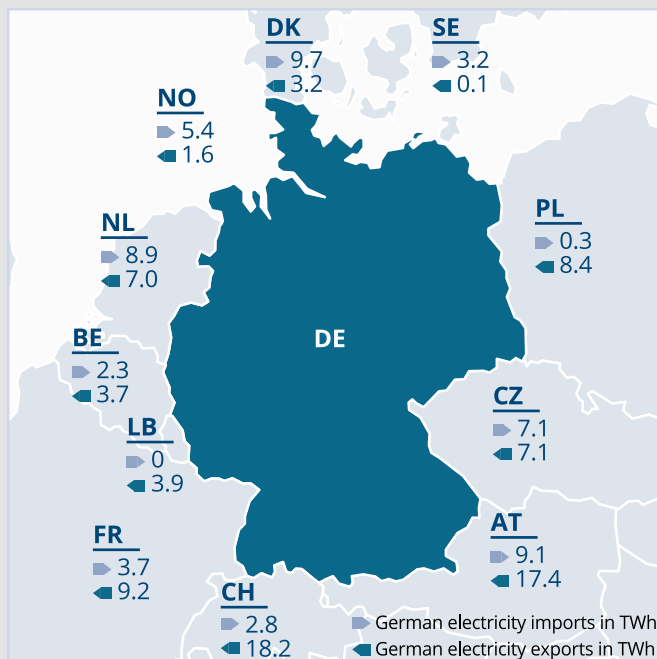 DK
9.7
3.2
SE
3.2
0.1
NO
5.4
1.6
NL
8.9
7.0
PL
0.3
8.4
DE
BE
2.3
3.7
CZ
7.1
7.1
LB
0
3.9
FR
3.7
9.2
AT
9.1
17.4
CH
2.8
18.2
German electricity imports in TWh
German electricity exports in TWh